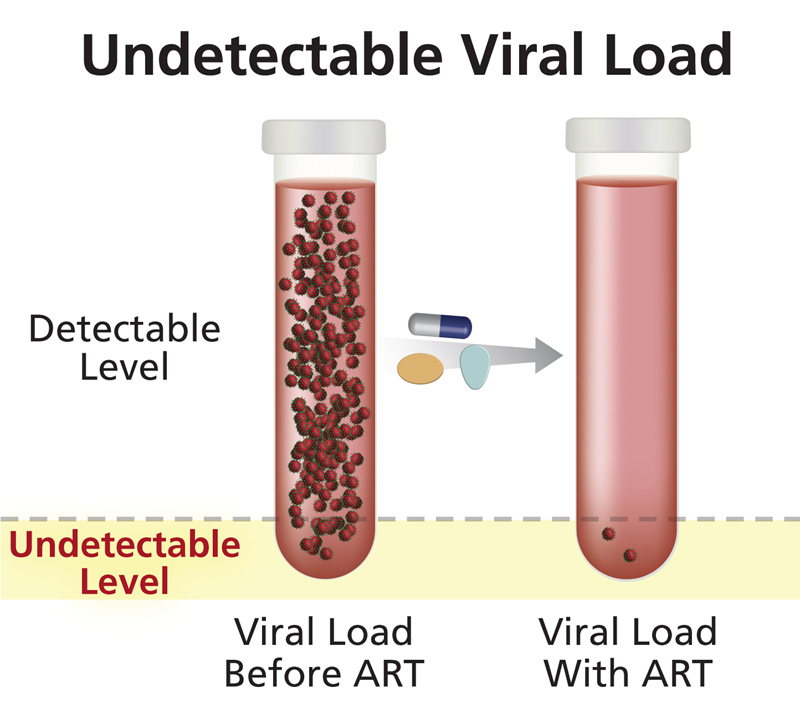 Undetectable Viral Load
Detectable
Level
Undetectable
Level
Viral Load
Before ART
Viral Load
With ART